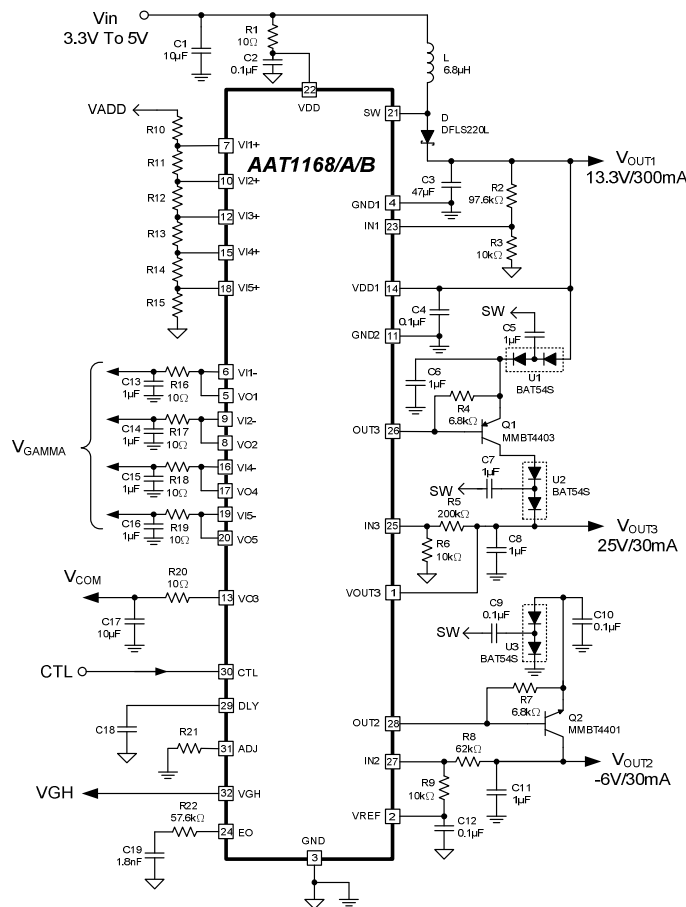 Vin
3.3V To 5V
C1
10μF
R1
10Ω
C2
0.1μF
L
6.8μH
22
VDD
SW
21
D
DFLS220L
VADD
R10
R11
R12
R13
R14
R15
7
VI1+
10
VI2+
12
VI3+
15
VI4+
18
VI5+
AAT1168/A/B
VOUT1
13.3V/300mA
C3
47μF
R2
97.6kΩ
GND1
4
IN1
23
R3
10kΩ
VDD1
14
C4
0.1μF
GND2
11
SW
C5
1μF
U1
BAT54S
C6
1μF
R4
6.8kΩ
Q1
MMBT4403
OUT3
26
C7
1μF
SW
U2
BAT54S
R5
200kΩ
IN3
25
R6
10kΩ
C8
1μF
VOUT3
25V/30mA
VOUT3
1
VGAMMA
C13
1μF
R16
10Ω
6
VI1-
5
VO1
C14
1μF
R17
10Ω
9
VI2-
8
VO2
C15
1μF
R18
10Ω
16
VI4-
17
VO4
C16
1μF
R19
10Ω
19
VI5-
20
VO5
VCOM
R20
10Ω
13
VO3
C17
10μF
C9
0.1μF
SW
U3
BAT54S
C10
0.1μF
CTL
30
CTL
29
DLY
C18
R21
31
ADJ
OUT2
28
R7
6.8kΩ
Q2
MMBT4401
R8
62kΩ
IN2
27
R9
10kΩ
C11
1μF
VOUT2
-6V/30mA
VGH
32
VGH
R22
57.6kΩ
24
EO
C19
1.8nF
VREF
2
C12
0.1μF
GND
3